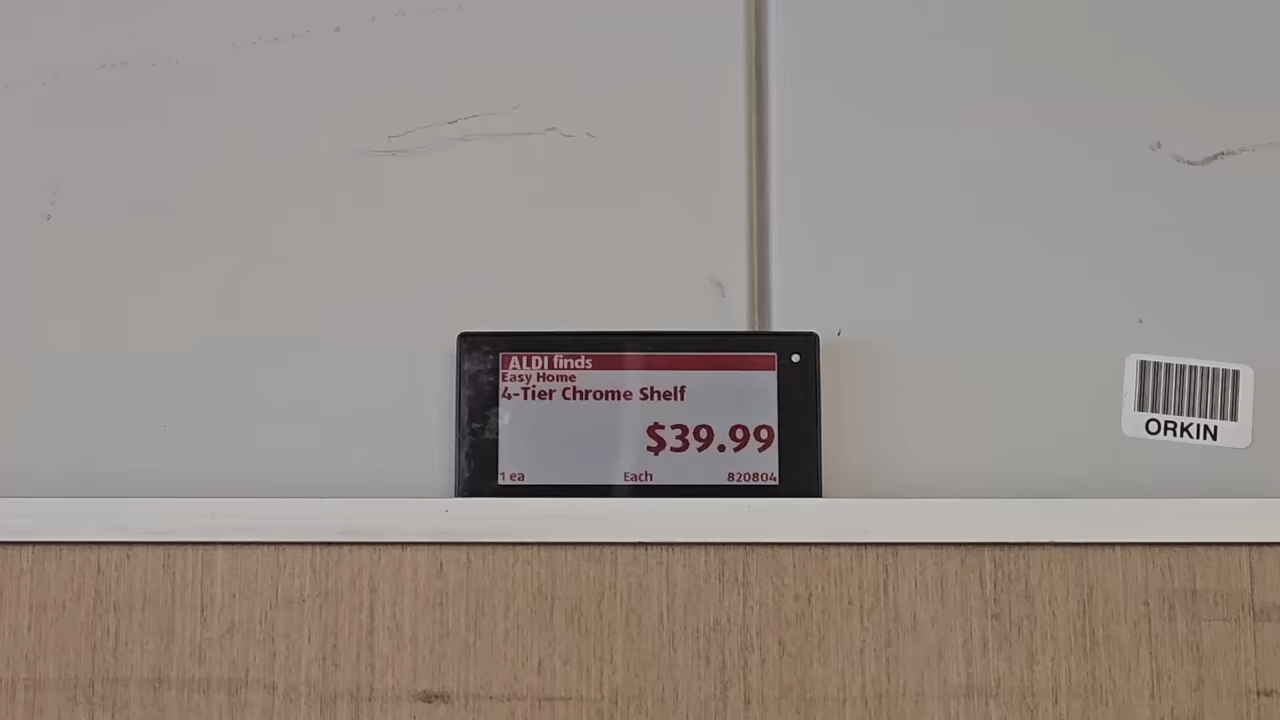 ALDI finds
Easy Home
4-Tier Chrome Shelf
$39.99
1 ea Each 820804
ORKIN